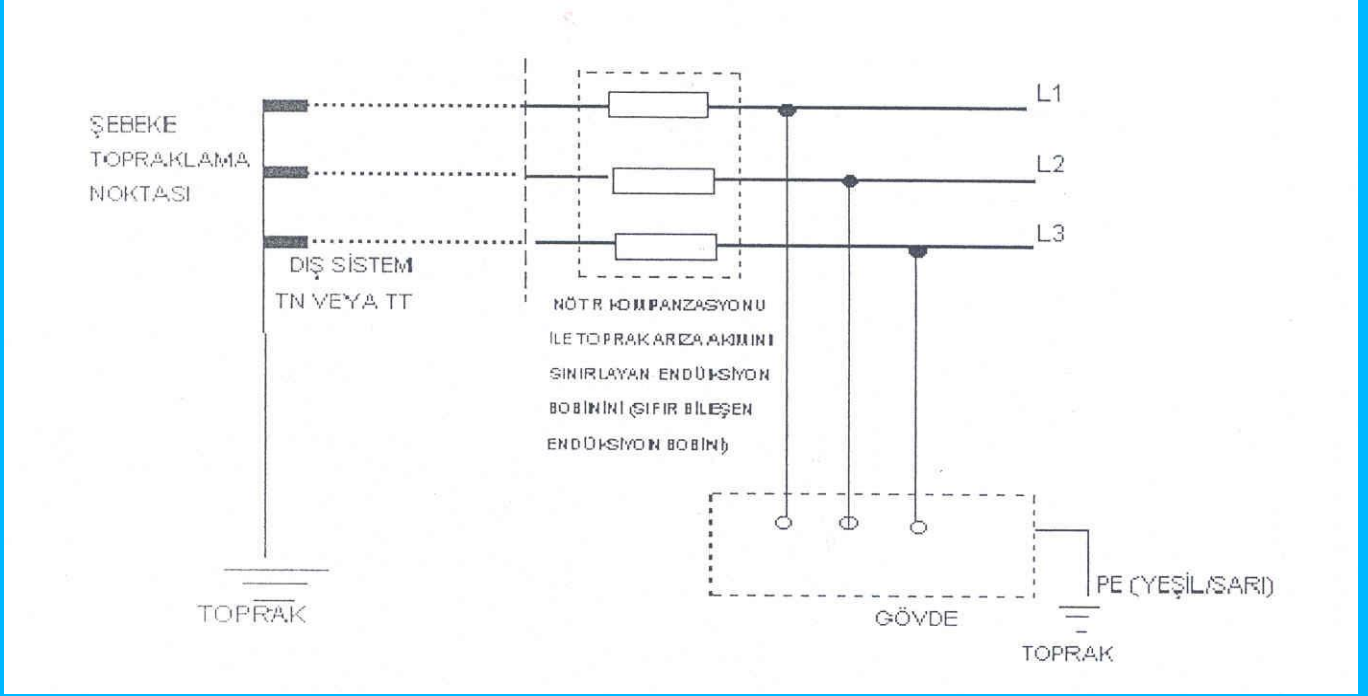 L1
ŞEBEKE
TOPRAKLAMA
NOKTASI
L2
L3
DIŞ SİSTEM
TN VEYA TT
NÖTR KOMPANZASYONU
İLE TOPRAK ARIZA AKIMINI
SINIRLAYAN ENDÜKSİYON
BOBİNİNİ (SIFIR BİLEŞEN
ENDÜKSİYON BOBİNİ)
PE (YEŞİL/SARI)
TOPRAK
GÖVDE
TOPRAK